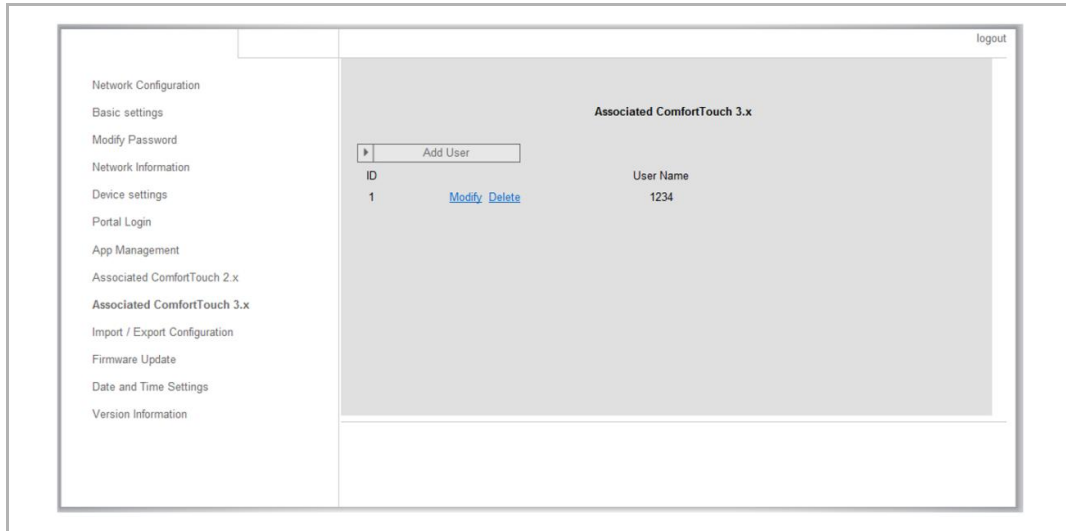 logout
Network Configuration
Basic settings
Modify Password
Network Information
Device settings
Portal Login
App Management
Associated ComfortTouch 2.x
Associated ComfortTouch 3.x
Import / Export Configuration
Firmware Update
Date and Time Settings
Version Information
Associated ComfortTouch 3.x
Add User
ID User Name
1 Modify Delete 1234